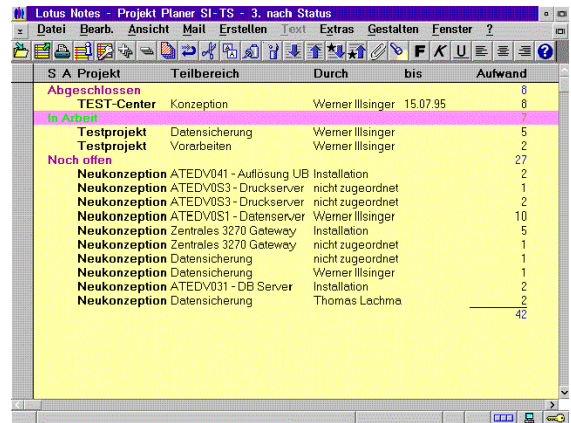 Lotus Notes - Projekt Planer SI-TS - 3. nach Status
Datei Bearb. Ansicht Mail Erstellen Text Extras Gestalten Fenster ?
F K U
S A Projekt Teilbereich Durch bis Aufwand
Abgeschlossen 8
TEST-Center Konzeption Werner Illsinger 15.07.95 8
In Arbeit 7
Testprojekt Datensicherung Werner Illsinger 5
Testprojekt Vorarbeiten Werner Illsinger 2
Noch offen 27
Neukonzeption ATEDV041 - Auflösung UB Installation 2
Neukonzeption ATEDV0S3 - Druckserver nicht zugeordnet 1
Neukonzeption ATEDV0S3 - Druckserver nicht zugeordnet 2
Neukonzeption ATEDV0S1 - Datenserver Werner Illsinger 10
Neukonzeption Zentrales 3270 Gateway Installation 5
Neukonzeption Zentrales 3270 Gateway nicht zugeordnet 1
Neukonzeption Datensicherung nicht zugeordnet 1
Neukonzeption Datensicherung Werner Illsinger 1
Neukonzeption ATEDV031 - DB Server Installation 2
Neukonzeption Datensicherung Thomas Lachma 2
42